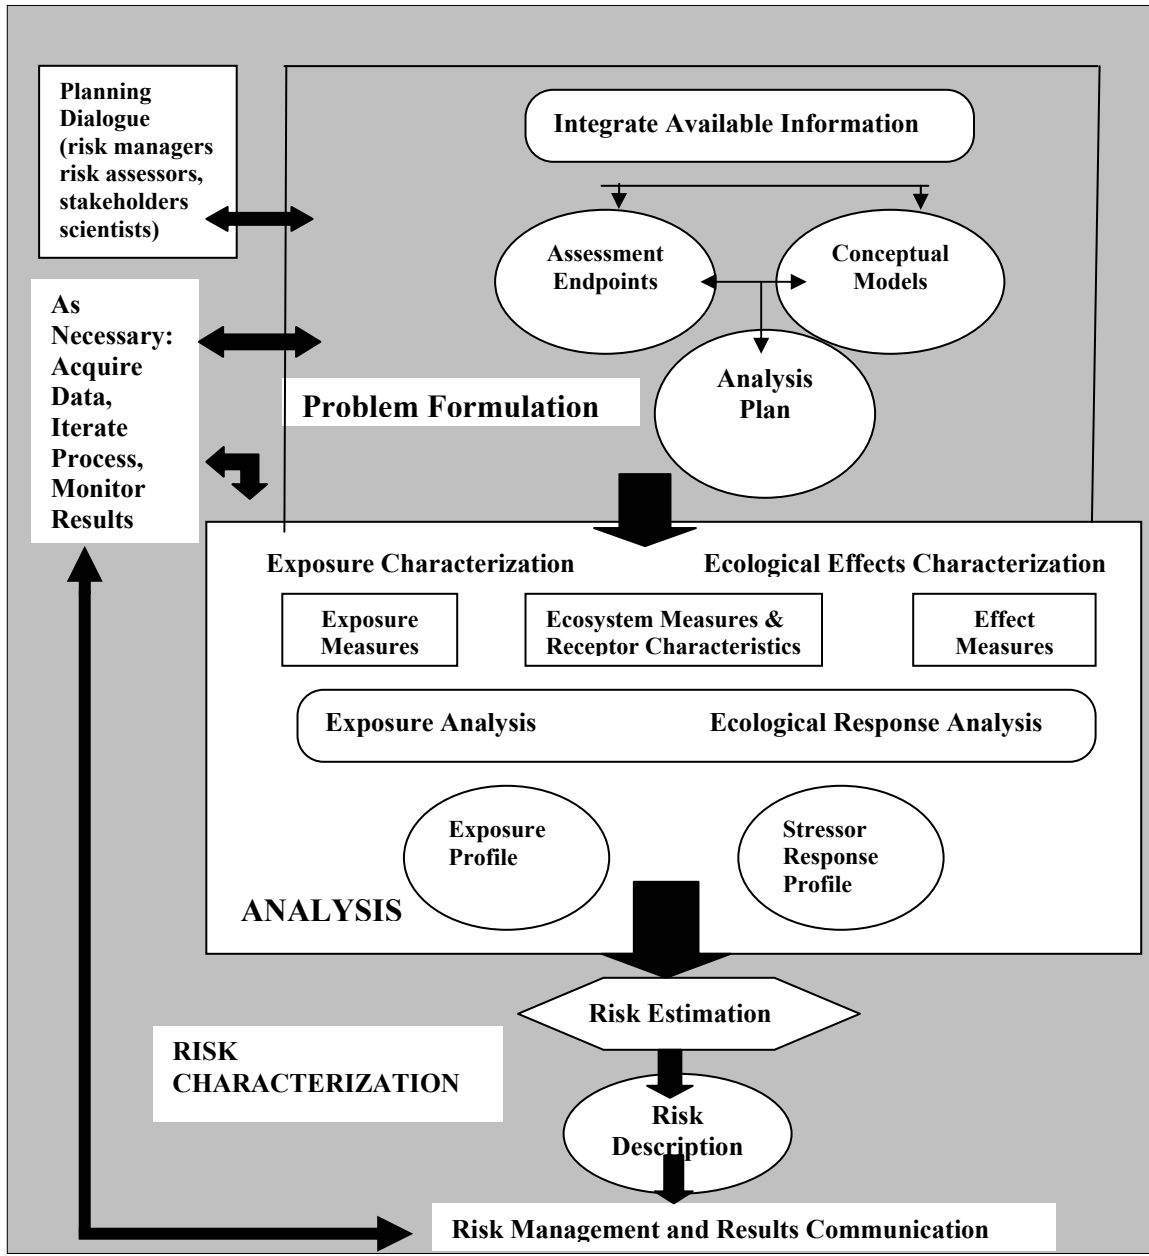 Planning
Dialogue
(risk managers
risk assessors,
stakeholders
scientists)
Integrate Available Information
Assessment
Endpoints
Conceptual
Models
As
Necessary:
Acquire
Data,
Iterate
Process,
Monitor
Results
Analysis
Plan
Problem Formulation
Exposure Characterization
Ecological Effects Characterization
Exposure
Measures
Ecosystem Measures &
Receptor Characteristics
Effect
Measures
Exposure Analysis
Ecological Response Analysis
Exposure
Profile
Stressor
Response
Profile
ANALYSIS
Risk Estimation
RISK
CHARACTERIZATION
Risk
Description
Risk Management and Results Communication